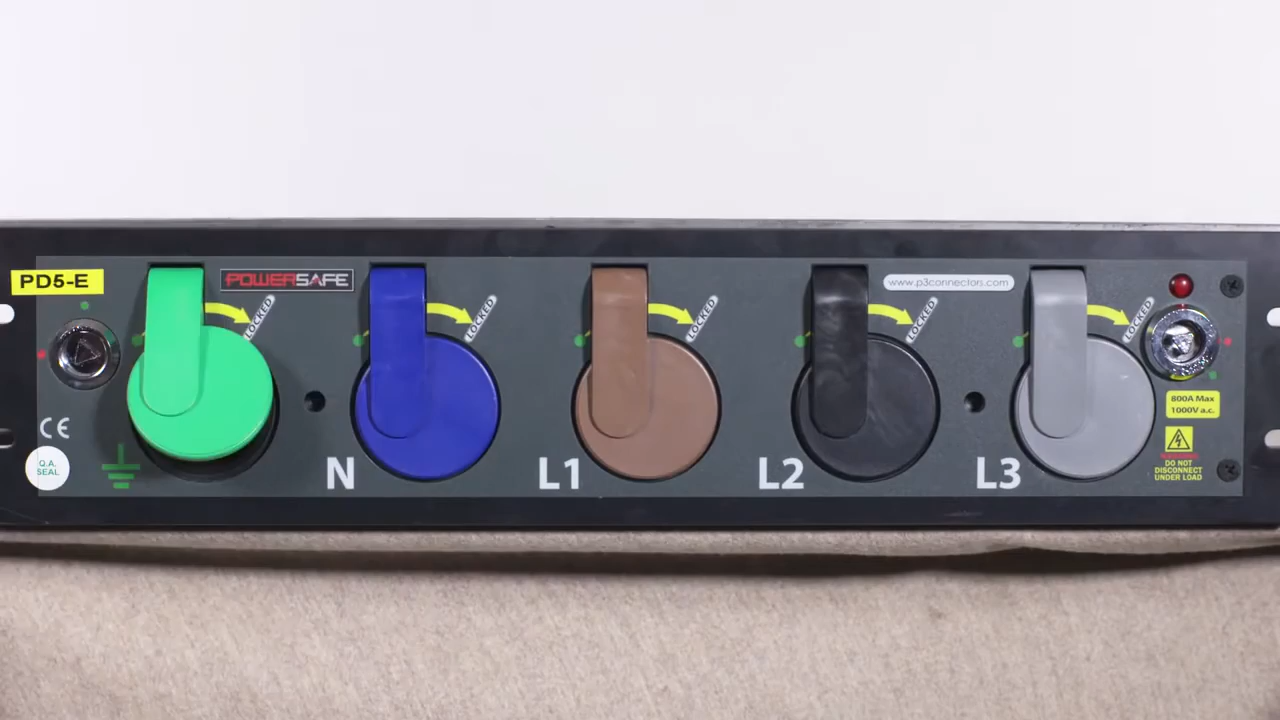 PD5-E
POWERSAFE
LOCKED
LOCKED
LOCKED
www.p3connectors.com
LOCKED
LOCKED
800A Max
1000V a.c.
CE
Q.A.
SEAL
N
L1
L2
L3
DO NOT
DISCONNECT
UNDER LOAD